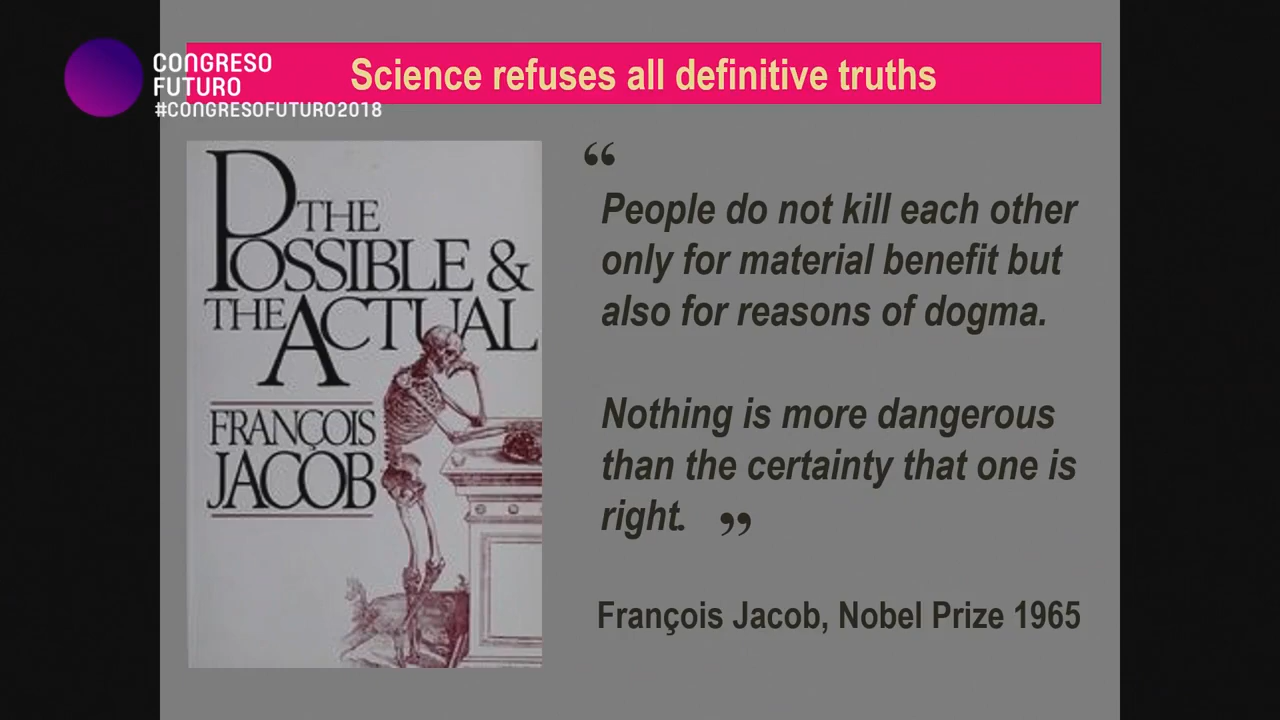 CONGRESO
FUTURO
#CONGRESOFUTURO2018
Science refuses all definitive truths
THE
POSSIBLE &
THE ACTUAL
FRANÇOIS
JACOB
“
People do not kill each other
only for material benefit but
also for reasons of dogma.
Nothing is more dangerous
than the certainty that one is
right. ”
François Jacob, Nobel Prize 1965